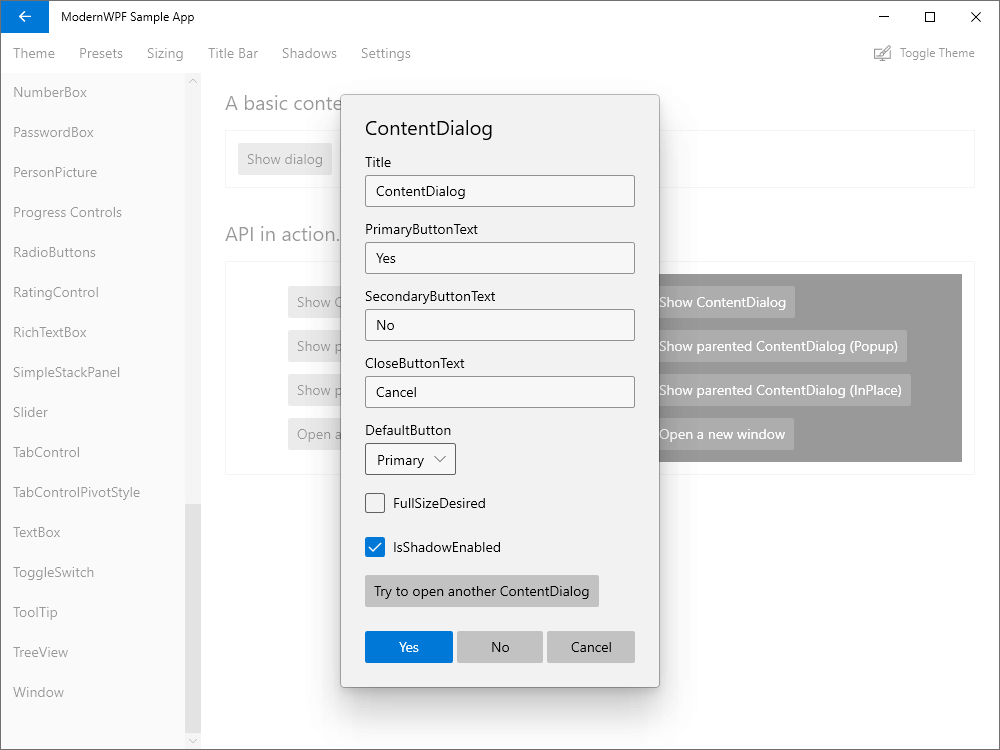 ModernWPF Sample App
Theme Presets Sizing Title Bar Shadows Settings Toggle Theme
NumberBox
PasswordBox
PersonPicture
Progress Controls
RadioButtons
RatingControl
RichTextBox
SimpleStackPanel
Slider
TabControl
TabControlPivotStyle
TextBox
ToggleSwitch
ToolTip
TreeView
Window
A basic conte
Show dialog
API in action.
Show C
Show p
Show p
Open a
ContentDialog
Title
ContentDialog
PrimaryButtonText
Yes
SecondaryButtonText
No
CloseButtonText
Cancel
DefaultButton
Primary
FullSizeDesired
IsShadowEnabled
Try to open another ContentDialog
Yes No Cancel
Show ContentDialog
Show parented ContentDialog (Popup)
Show parented ContentDialog (InPlace)
Open a new window